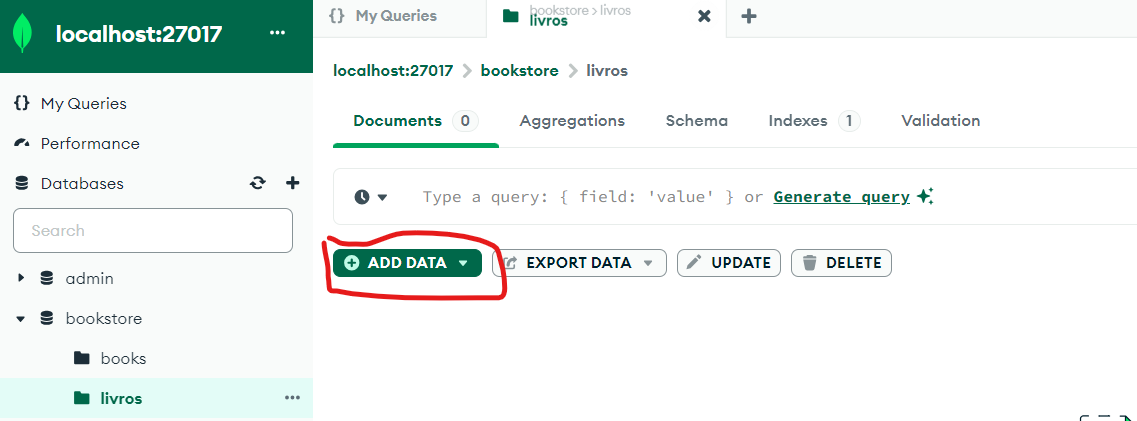 localhost:27017
My Queries
Performance
Databases
Search
admin
bookstore
books
livros
My Queries
bookstore > livros
livros
localhost:27017 > bookstore > livros
Documents 0 Aggregations Schema Indexes 1 Validation
Type a query: { field: 'value' } or Generate query
ADD DATA EXPORT DATA UPDATE DELETE